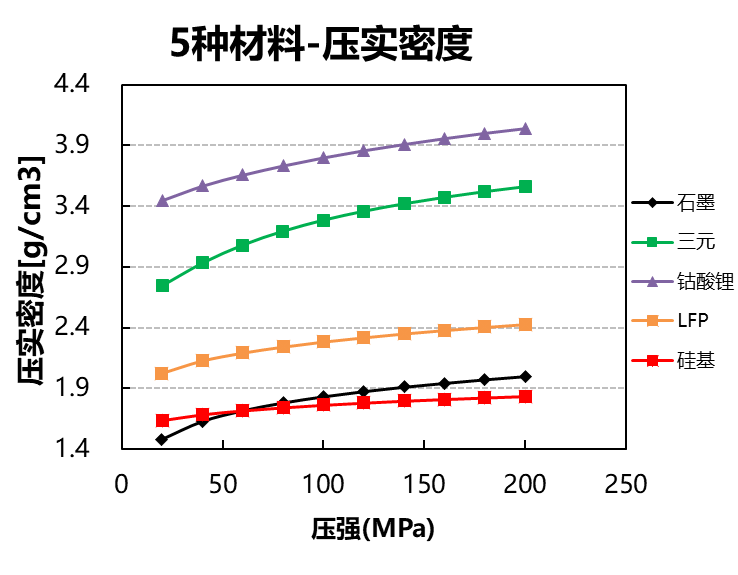 5种材料-压实密度
4.4
3.9
3.4
2.9
2.4
1.9
1.4
压实密度[g/cm3]
0 50 100 150 200 250
压强(MPa)
石墨
三元
钴酸锂
LFP
硅基